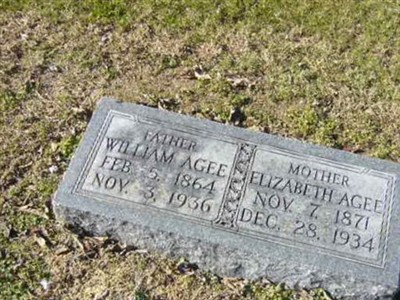 FATHER
WILLIAM AGEE
FEB. 5, 1864
NOV. 3, 1936
MOTHER
ELIZABETH AGEE
NOV. 7, 1871
DEC. 28, 1934